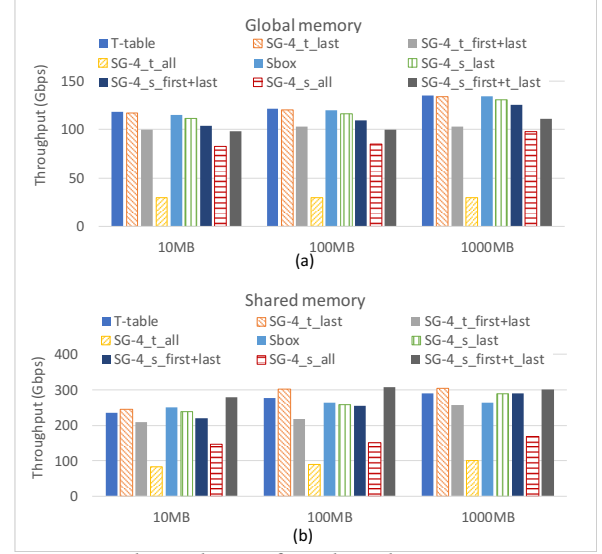 Global memory
T-table SG-4_t_last SG-4_t_first+last
SG-4_t_all Sbox SG-4_s_last
SG-4_s_first+last SG-4_s_all SG-4_s_first+t_last
Throughput (Gbps)
150
100
50
0
10MB 100MB 1000MB
(a)
Shared memory
T-table SG-4_t_last SG-4_t_first+last
SG-4_t_all Sbox SG-4_s_last
SG-4_s_first+last SG-4_s_all SG-4_s_first+t_last
Throughput (Gbps)
400
300
200
100
0
10MB 100MB 1000MB
(b)